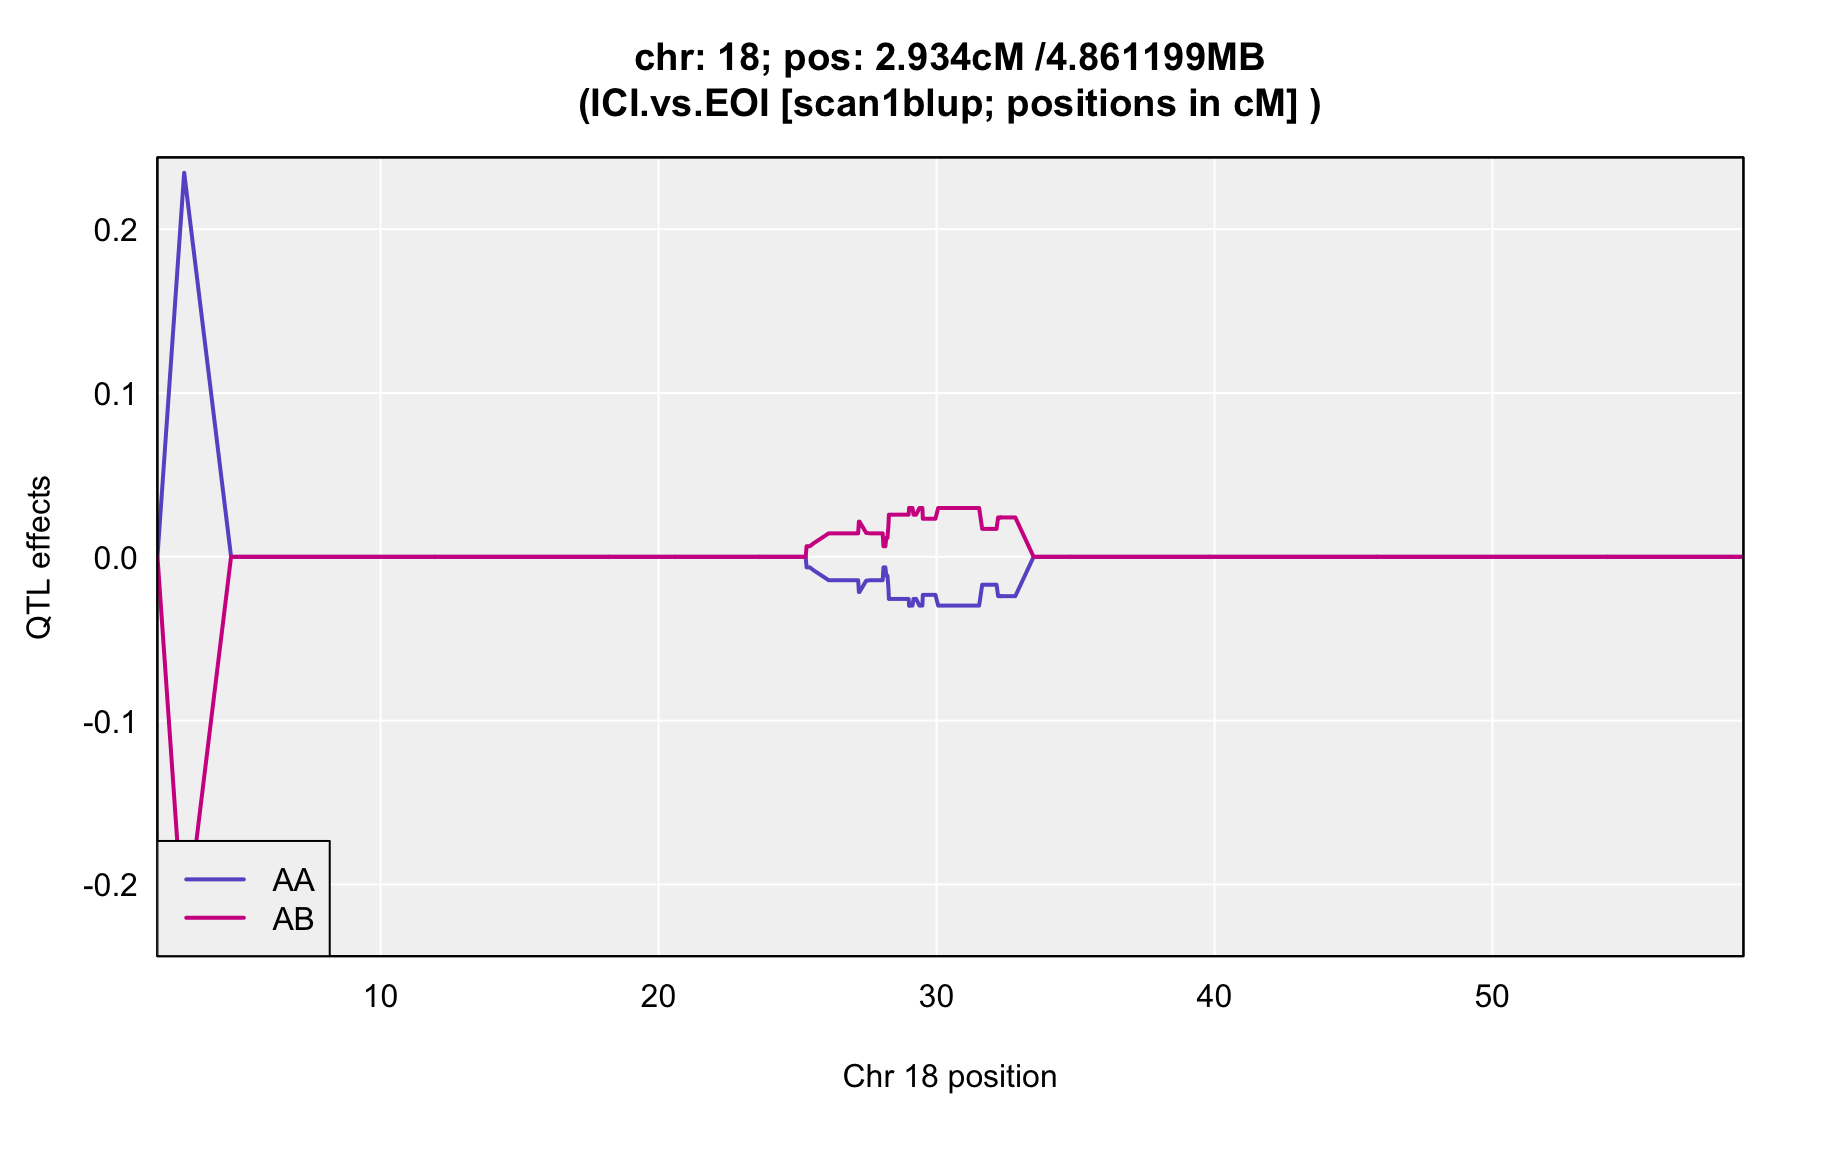 chr: 18; pos: 2.934cM /4.861199MB
(ICI.vs.EOI [scan1blup; positions in cM] )
QTL effects
0.2
0.1
0.0
-0.1
-0.2
AA
AB
10
20
30
40
50
Chr 18 position